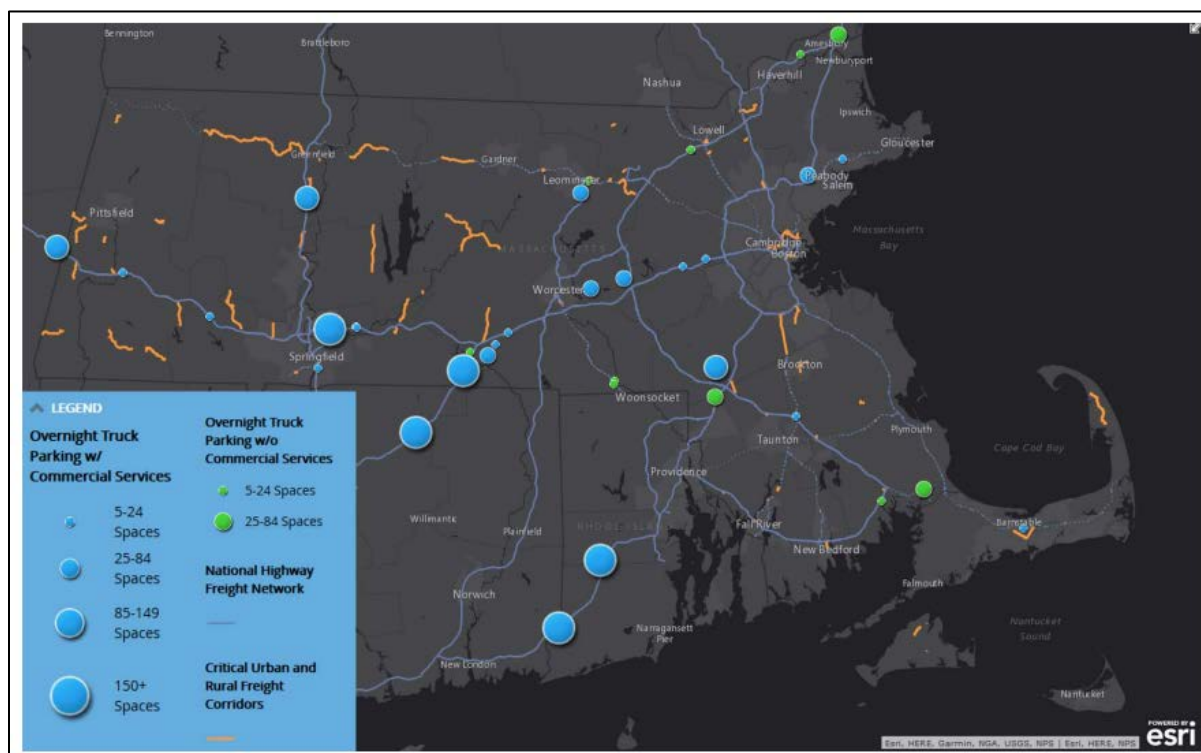 Bennington
Brattleboro
Amesbury
Newburyport
Haverhill
Nashua
Ipswich
Lowell
Gloucester
Greenfield
Gardner
Leominster
Peabody
Salem
Pittsfield
MASSACHUSETTS
Massachusetts
Bay
Cambridge
Boston
Worcester
Springfield
Brockton
Woonsocket
Plymouth
Taunton
Cape Cod Bay
Providence
Willmantic
Plainfield
RHODE ISLAND
Fall River
Barnstable
New Bedford
Falmouth
Norwich
Narragansett
Pier
Nantucket
Sound
New London
Nantucket
LEGEND
Overnight Truck
Parking w/
Commercial Services
5-24
Spaces
25-84
Spaces
85-149
Spaces
150+
Spaces
Overnight Truck
Parking w/o
Commercial Services
5-24 Spaces
25-84 Spaces
National Highway
Freight Network
Critical Urban and
Rural Freight
Corridors
POWERED BY
esri
Esri, HERE, Garmin, NGA, USGS, NPS | Esri, HERE, NPS